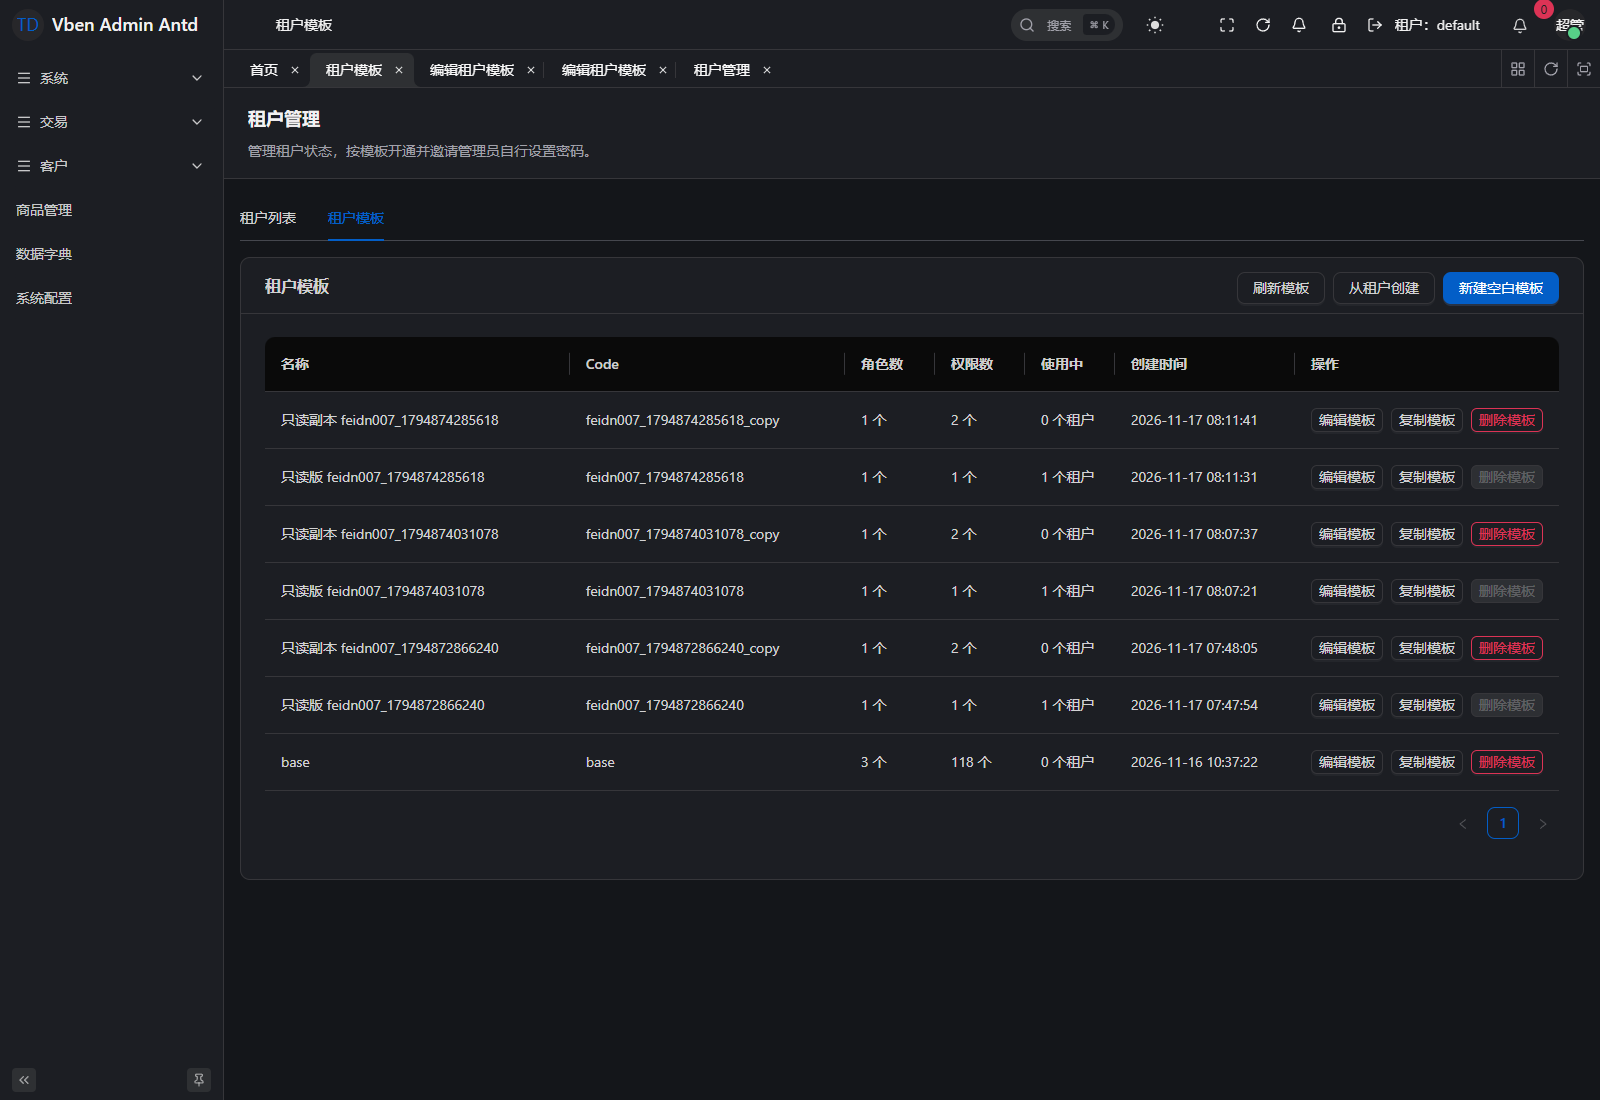 TD Vben Admin Antd
租户模板
搜索 ⌘ K
租户：default
0
超管
系统
交易
客户
商品管理
数据字典
系统配置
首页 × 租户模板 × 编辑租户模板 × 编辑租户模板 × 租户管理 ×
租户管理
管理租户状态，按模板开通并邀请管理员自行设置密码。
租户列表 租户模板
租户模板 刷新模板 从租户创建 新建空白模板
名称 Code 角色数 权限数 使用中 创建时间 操作
只读副本 feidn007_1794874285618 feidn007_1794874285618_copy 1 个 2 个 0 个租户 2026-11-17 08:11:41 编辑模板 复制模板 删除模板
只读版 feidn007_1794874285618 feidn007_1794874285618 1 个 1 个 1 个租户 2026-11-17 08:11:31 编辑模板 复制模板 删除模板
只读副本 feidn007_1794874031078 feidn007_1794874031078_copy 1 个 2 个 0 个租户 2026-11-17 08:07:37 编辑模板 复制模板 删除模板
只读版 feidn007_1794874031078 feidn007_1794874031078 1 个 1 个 1 个租户 2026-11-17 08:07:21 编辑模板 复制模板 删除模板
只读副本 feidn007_1794872866240 feidn007_1794872866240_copy 1 个 2 个 0 个租户 2026-11-17 07:48:05 编辑模板 复制模板 删除模板
只读版 feidn007_1794872866240 feidn007_1794872866240 1 个 1 个 1 个租户 2026-11-17 07:47:54 编辑模板 复制模板 删除模板
base base 3 个 118 个 0 个租户 2026-11-16 10:37:22 编辑模板 复制模板 删除模板
1